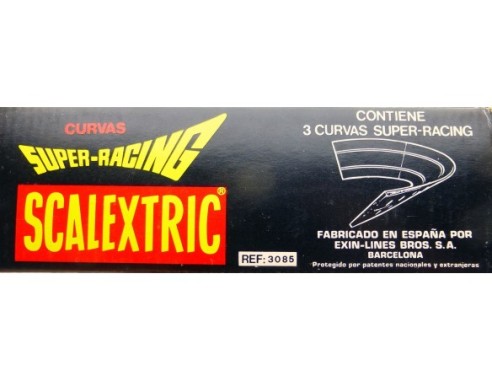 CURVAS
SUPER-RACING
SCALEXTRIC®
REF: 3085
CONTIENE
3 CURVAS SUPER-RACING
FABRICADO EN ESPAÑA POR
EXIN-LINES BROS. S.A.
BARCELONA
Protegido por patentes nacionales y extranjeras